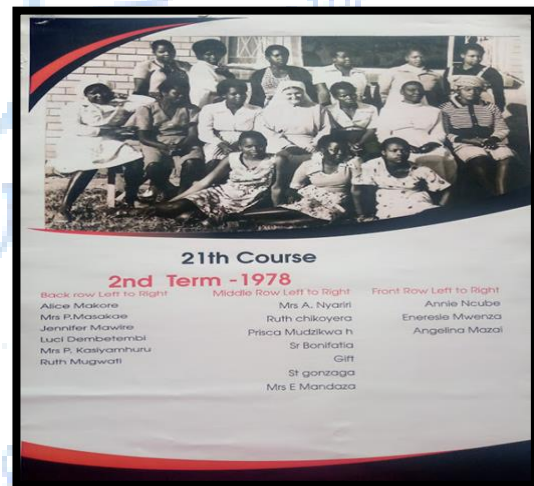 21th Course
2nd Term -1978
Back row Left to Right
Alice Makore
Mrs P.Masakae
Jennifer Mawire
Luci Dembetembi
Mrs P. Kasiyamhuru
Ruth Mugwati
Middle Row Left to Right
Mrs A. Nyariri
Ruth chikoyera
Prisca Mudzikwa h
Sr Bonifatia
Gift
St gonzaga
Mrs E Mandaza
Front Row Left to Right
Annie Ncube
Eneresie Mwenza
Angelina Mazai